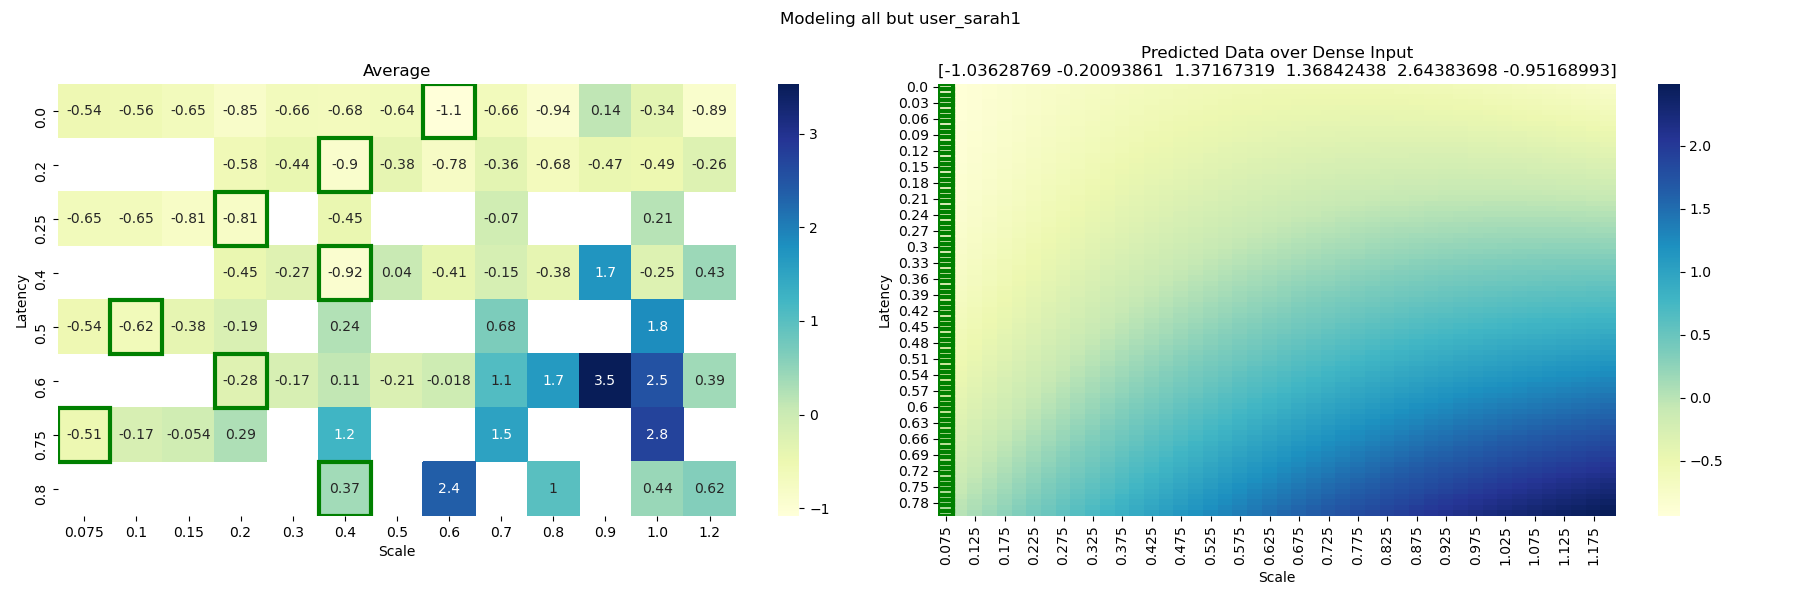 Modeling all but user_sarah1
Average
-0.54 -0.56 -0.65 -0.85 -0.66 -0.68 -0.64 -1.1 -0.66 -0.94 0.14 -0.34 -0.89
-0.58 -0.44 -0.9 -0.38 -0.78 -0.36 -0.68 -0.47 -0.49 -0.26
-0.65 -0.65 -0.81 -0.81 -0.45 -0.07 0.21
-0.45 -0.27 -0.92 0.04 -0.41 -0.15 -0.38 1.7 -0.25 0.43
-0.54 -0.62 -0.38 -0.19 0.24 0.68 1.8
-0.28 -0.17 0.11 -0.21 -0.018 1.1 1.7 3.5 2.5 0.39
-0.51 -0.17 -0.054 0.29 1.2 1.5 2.8
0.37 2.4 1 0.44 0.62
0.0
0.2
0.25
0.4
0.5
0.6
0.75
0.8
Latency
0.075 0.1 0.15 0.2 0.3 0.4 0.5 0.6 0.7 0.8 0.9 1.0 1.2
Scale
3
2
1
0
−1
Predicted Data over Dense Input
[-1.03628769 -0.20093861 1.37167319 1.36842438 2.64383698 -0.95168993]
0.0
0.03
0.06
0.09
0.12
0.15
0.18
0.21
0.24
0.27
0.3
0.33
0.36
0.39
0.42
0.45
0.48
0.51
0.54
0.57
0.6
0.63
0.66
0.69
0.72
0.75
0.78
Latency
0.075 0.125 0.175 0.225 0.275 0.325 0.375 0.425 0.475 0.525 0.575 0.625 0.675 0.725 0.775 0.825 0.875 0.925 0.975 1.025 1.075 1.125 1.175
Scale
2.0
1.5
1.0
0.5
0.0
−0.5